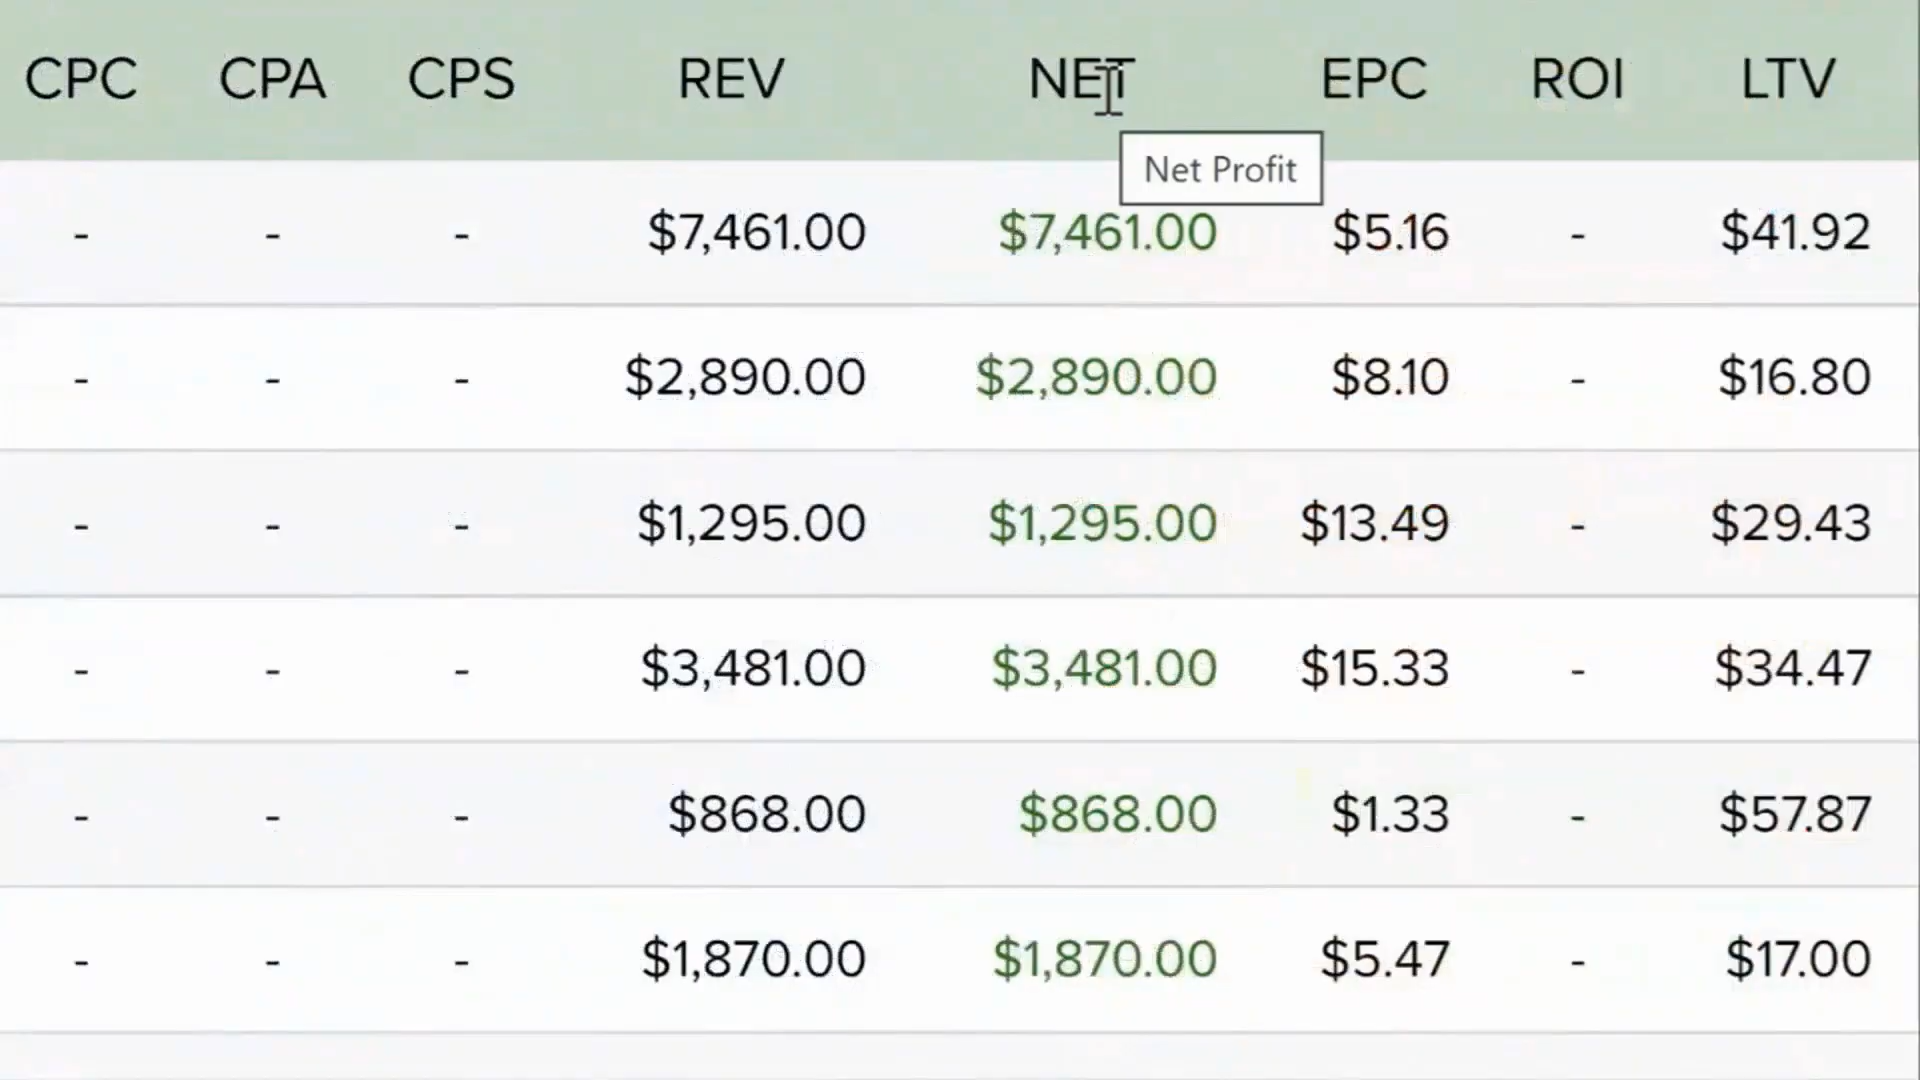 CPC CPA CPS REV NET EPC ROI LTV
Net Profit
- - - $7,461.00 $7,461.00 $5.16 - $41.92
- - - $2,890.00 $2,890.00 $8.10 - $16.80
- - - $1,295.00 $1,295.00 $13.49 - $29.43
- - - $3,481.00 $3,481.00 $15.33 - $34.47
- - - $868.00 $868.00 $1.33 - $57.87
- - - $1,870.00 $1,870.00 $5.47 - $17.00